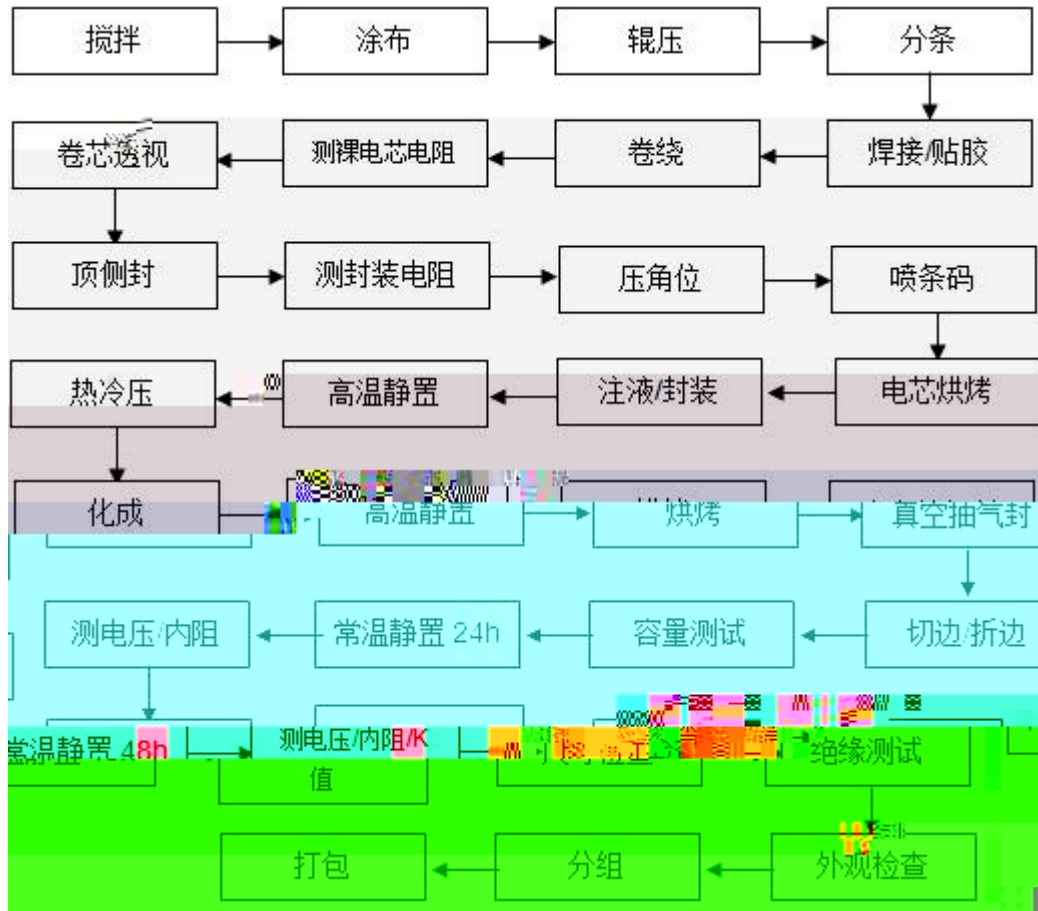 搅拌
涂布
辊压
分条
卷芯透视
测裸电芯电阻
卷绕
焊接/贴胶
顶侧封
测封装电阻
压角位
喷条码
热冷压
高温静置
注液/封装
电芯烘烤
化成
高温静置
烘烤
真空抽气封
测电压/内阻
常温静置 24h
容量测试
切边/折边
常温静置 48h
测电压/内阻/K
值
绝缘测试
打包
分组
外观检查